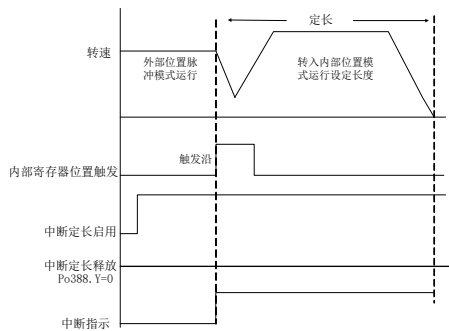 定长
转速
外部位置脉
冲模式运行
转入内部位置模
式运行设定长度
触发沿
内部寄存器位置触发
中断定长启用
中断定长释放
Po388.Y=0
中断指示